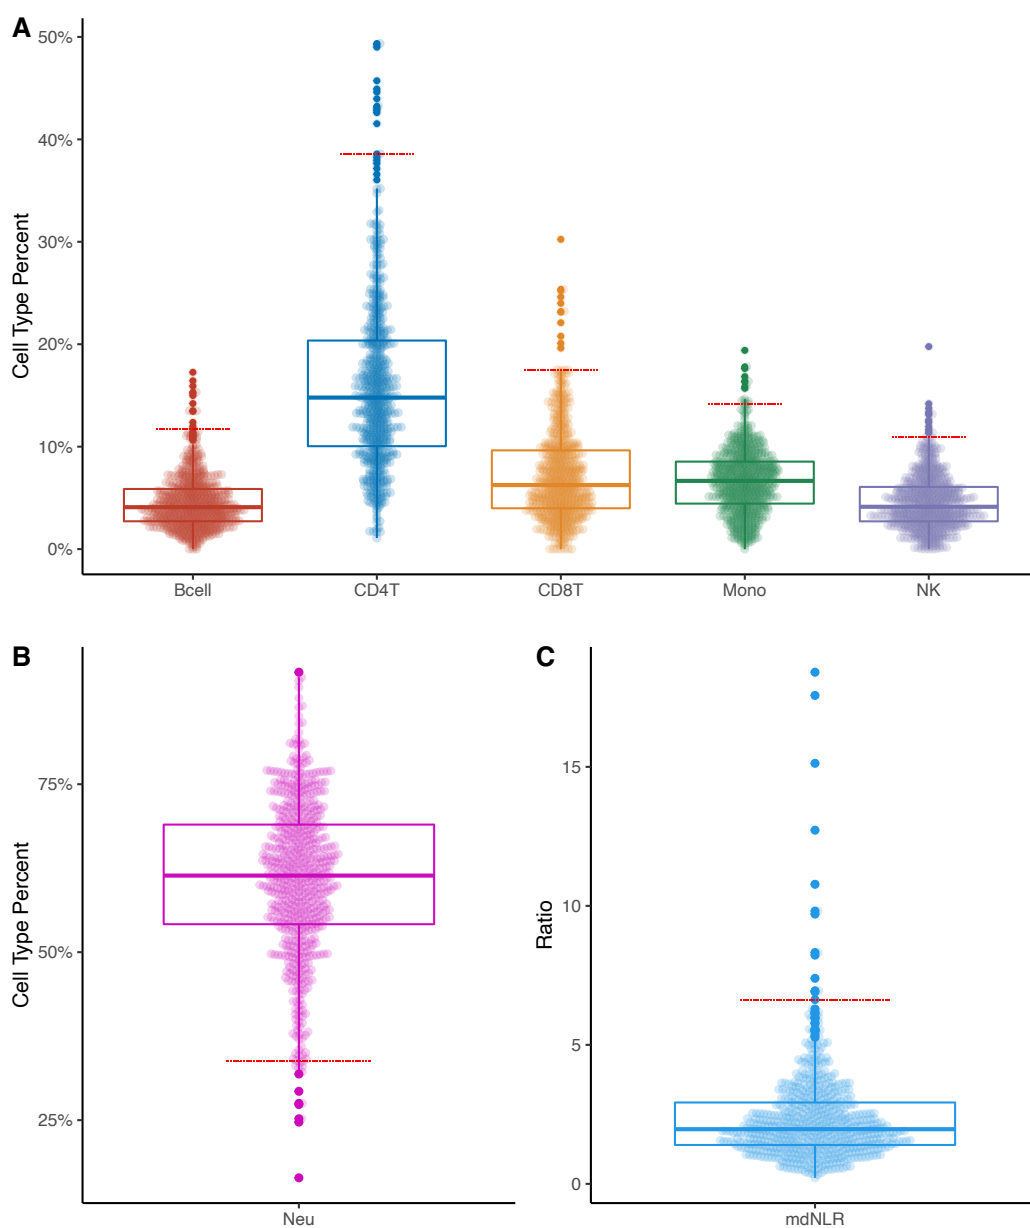 A
Cell Type Percent
50%
40%
30%
20%
10%
0%
Bcell CD4T CD8T Mono NK
B
Cell Type Percent
75%
50%
25%
Neu
C
Ratio
15
10
5
0
mdNLR